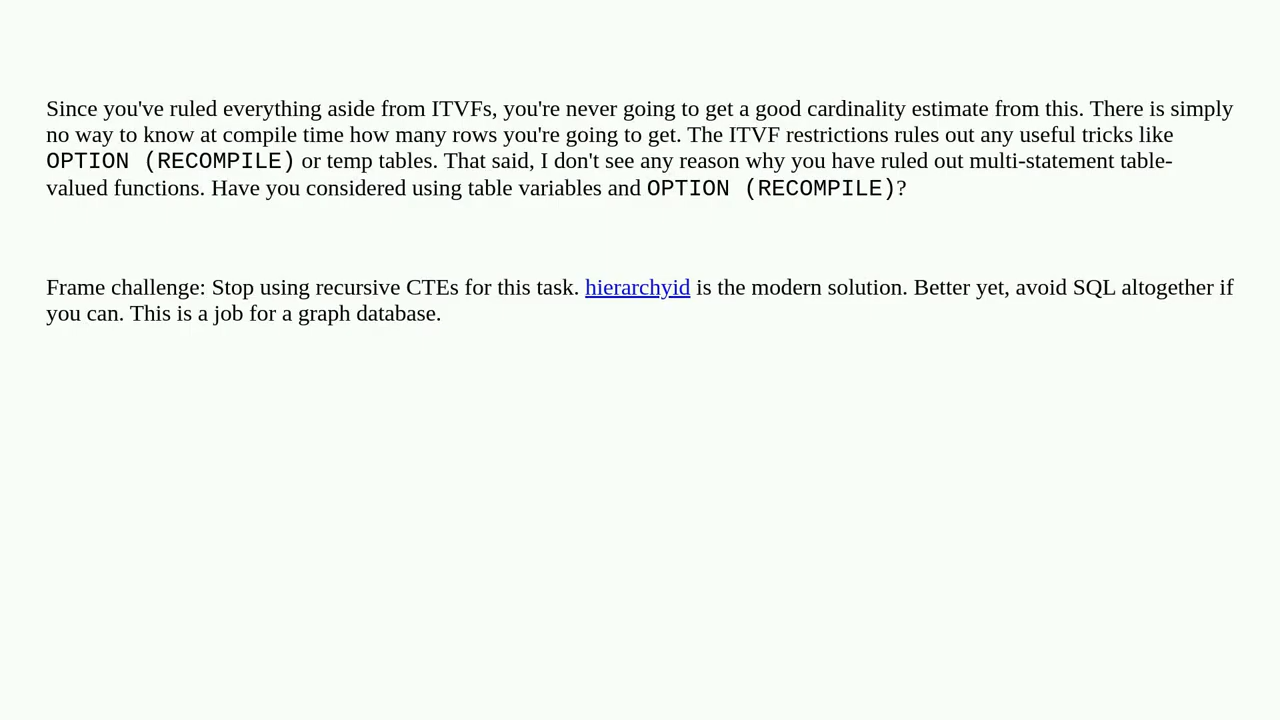 Since you've ruled everything aside from ITVFs, you're never going to get a good cardinality estimate from this. There is simply
no way to know at compile time how many rows you're going to get. The ITVF restrictions rules out any useful tricks like
OPTION (RECOMPILE) or temp tables. That said, I don't see any reason why you have ruled out multi-statement table-
valued functions. Have you considered using table variables and OPTION (RECOMPILE)?
Frame challenge: Stop using recursive CTEs for this task. hierarchyid is the modern solution. Better yet, avoid SQL altogether if
you can. This is a job for a graph database.